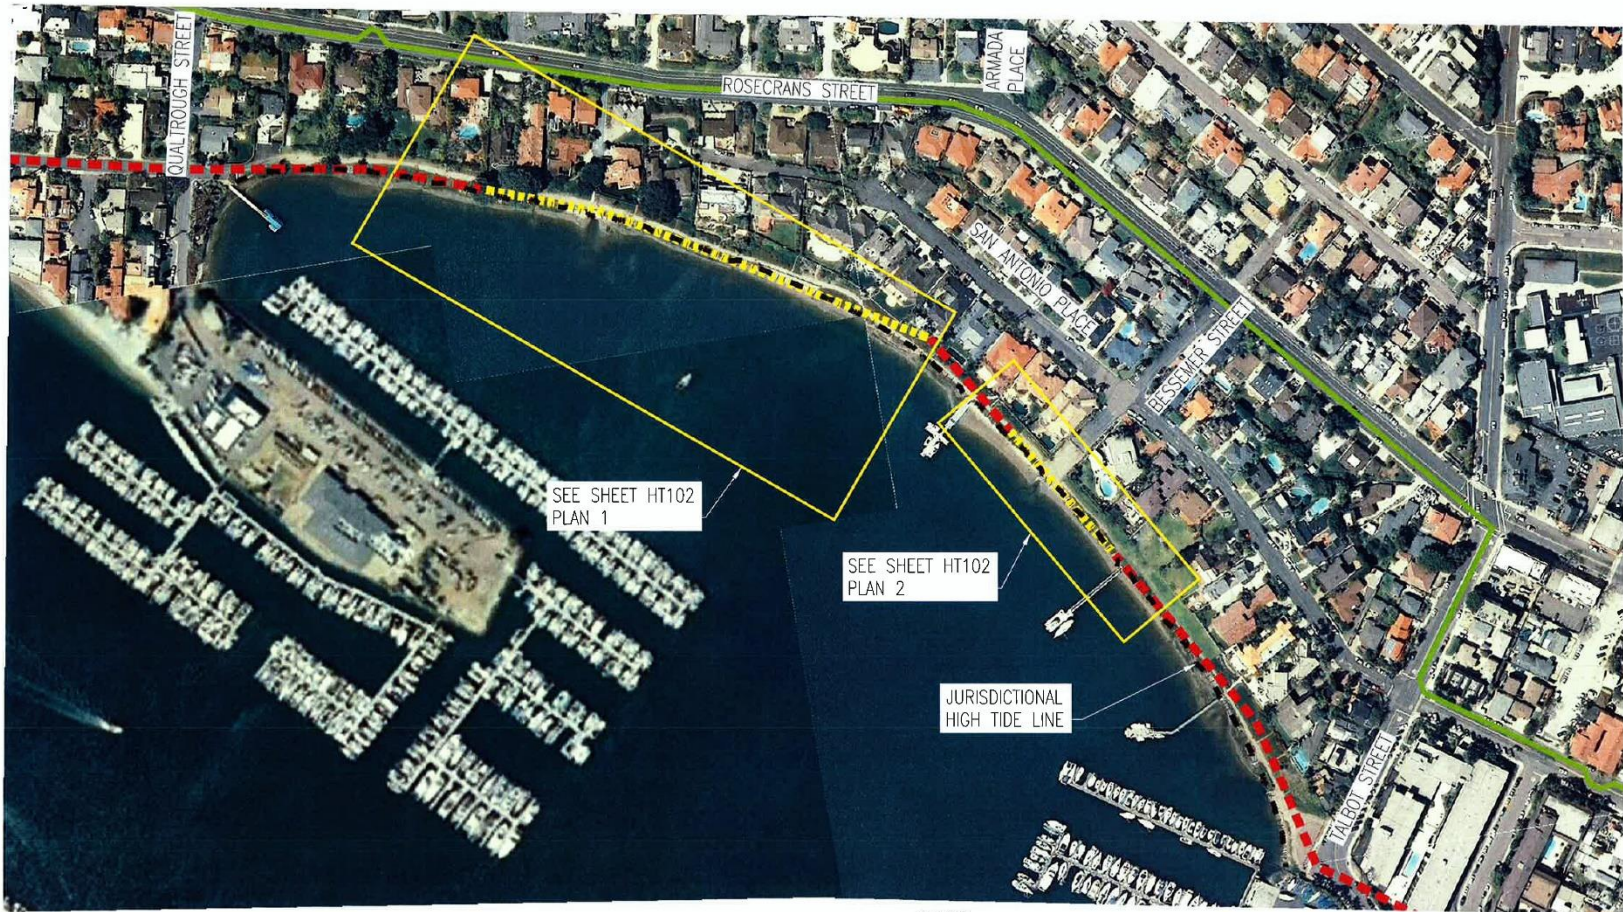 QUALTROUGH STREET
ROSECRANS STREET
ARMADA
PLACE
SAN ANTONIO PLACE
BESSEMER STREET
SEE SHEET HT102
PLAN 1
SEE SHEET HT102
PLAN 2
JURISDICTIONAL
HIGH TIDE LINE
TALBOT STREET